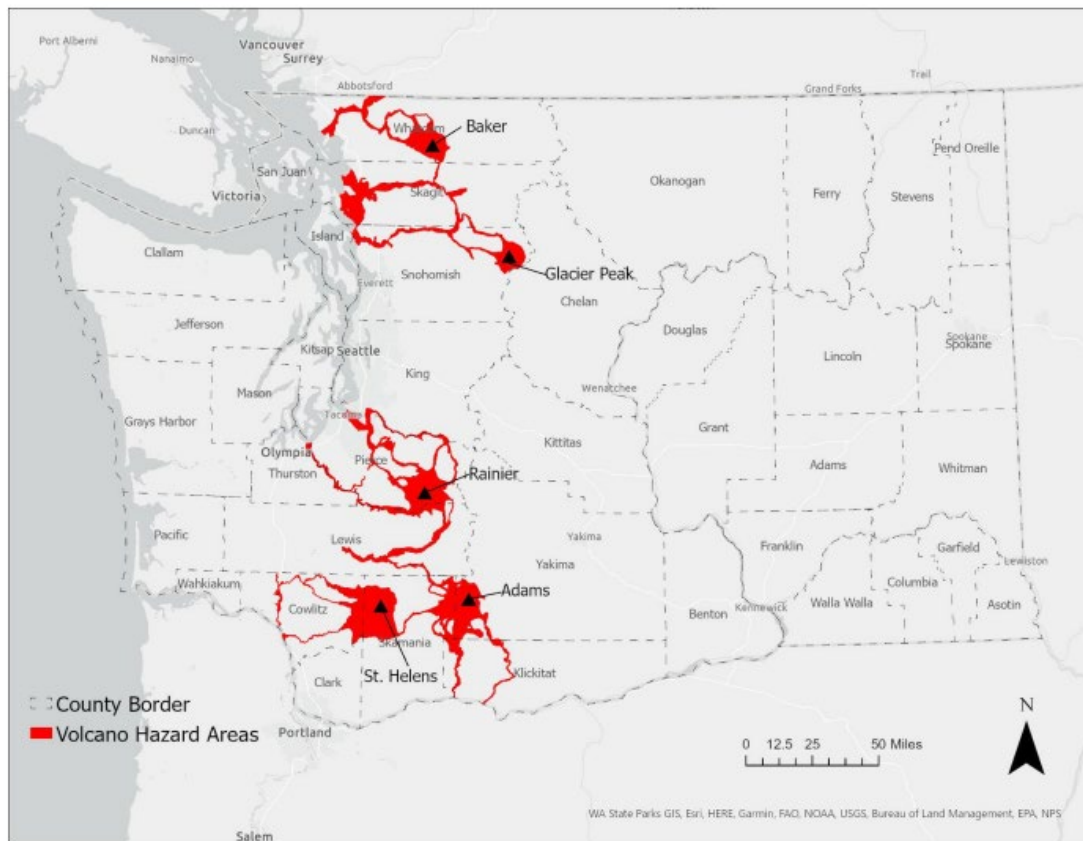 Port Alberni
Vancouver
Surrey
Nanaimo
Abbotsford
Trail
Grand Forks
Duncan
Whatcom
Baker
Pend Oreille
San Juan
Okanogan
Ferry
Stevens
Victoria
Skagit
Island
Clallam
Snohomish
Glacier Peak
Everett
Chelan
Jefferson
Douglas
Spokane
Spokane
Kitsap
Seattle
Lincoln
King
Wenatchee
Mason
Tacoma
Grays Harbor
Grant
Kittitas
Olympia
Pierce
Adams
Whitman
Thurston
Rainier
Pacific
Lewis
Yakima
Franklin
Garfield
Yakima
Lewiston
Wahkiakum
Adams
Columbia
Cowlitz
Walla Walla
Asotin
Benton
Kennewick
Skamania
St. Helens
Klickitat
Clark
County Border
Volcano Hazard Areas
Portland
N
0 12.5 25 50 Miles
WA State Parks GIS, Esri, HERE, Garmin, FAO, NOAA, USGS, Bureau of Land Management, EPA, NPS
Salem